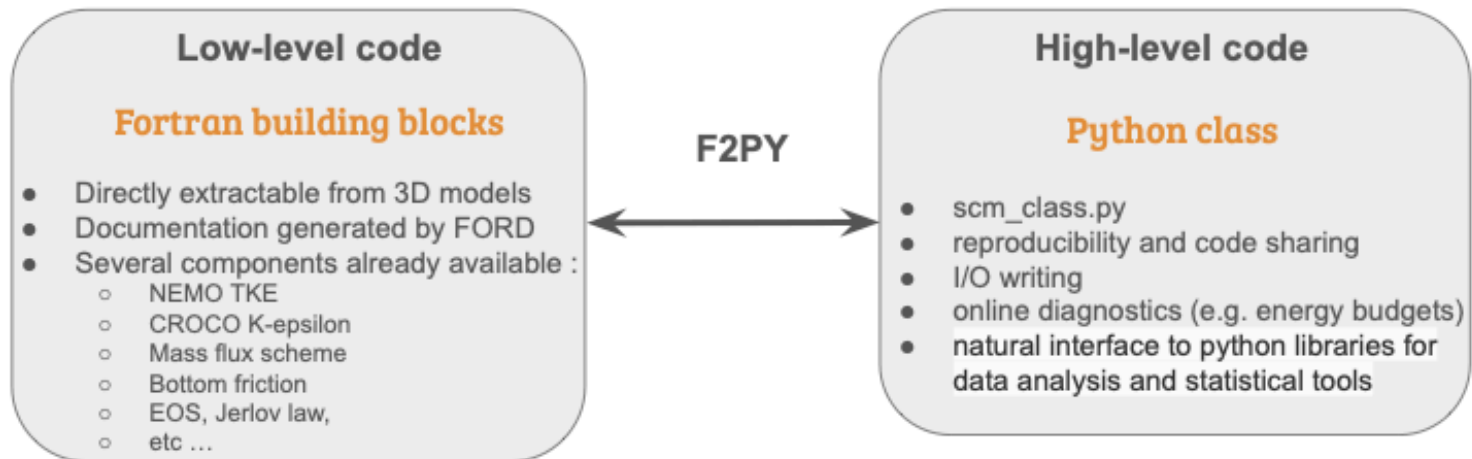 Low-level code
Fortran building blocks
● Directly extractable from 3D models
● Documentation generated by FORD
● Several components already available :
○ NEMO TKE
○ CROCO K-epsilon
○ Mass flux scheme
○ Bottom friction
○ EOS, Jerlov law,
○ etc ...
F2PY
High-level code
Python class
● scm_class.py
● reproducibility and code sharing
● I/O writing
● online diagnostics (e.g. energy budgets)
● natural interface to python libraries for
data analysis and statistical tools